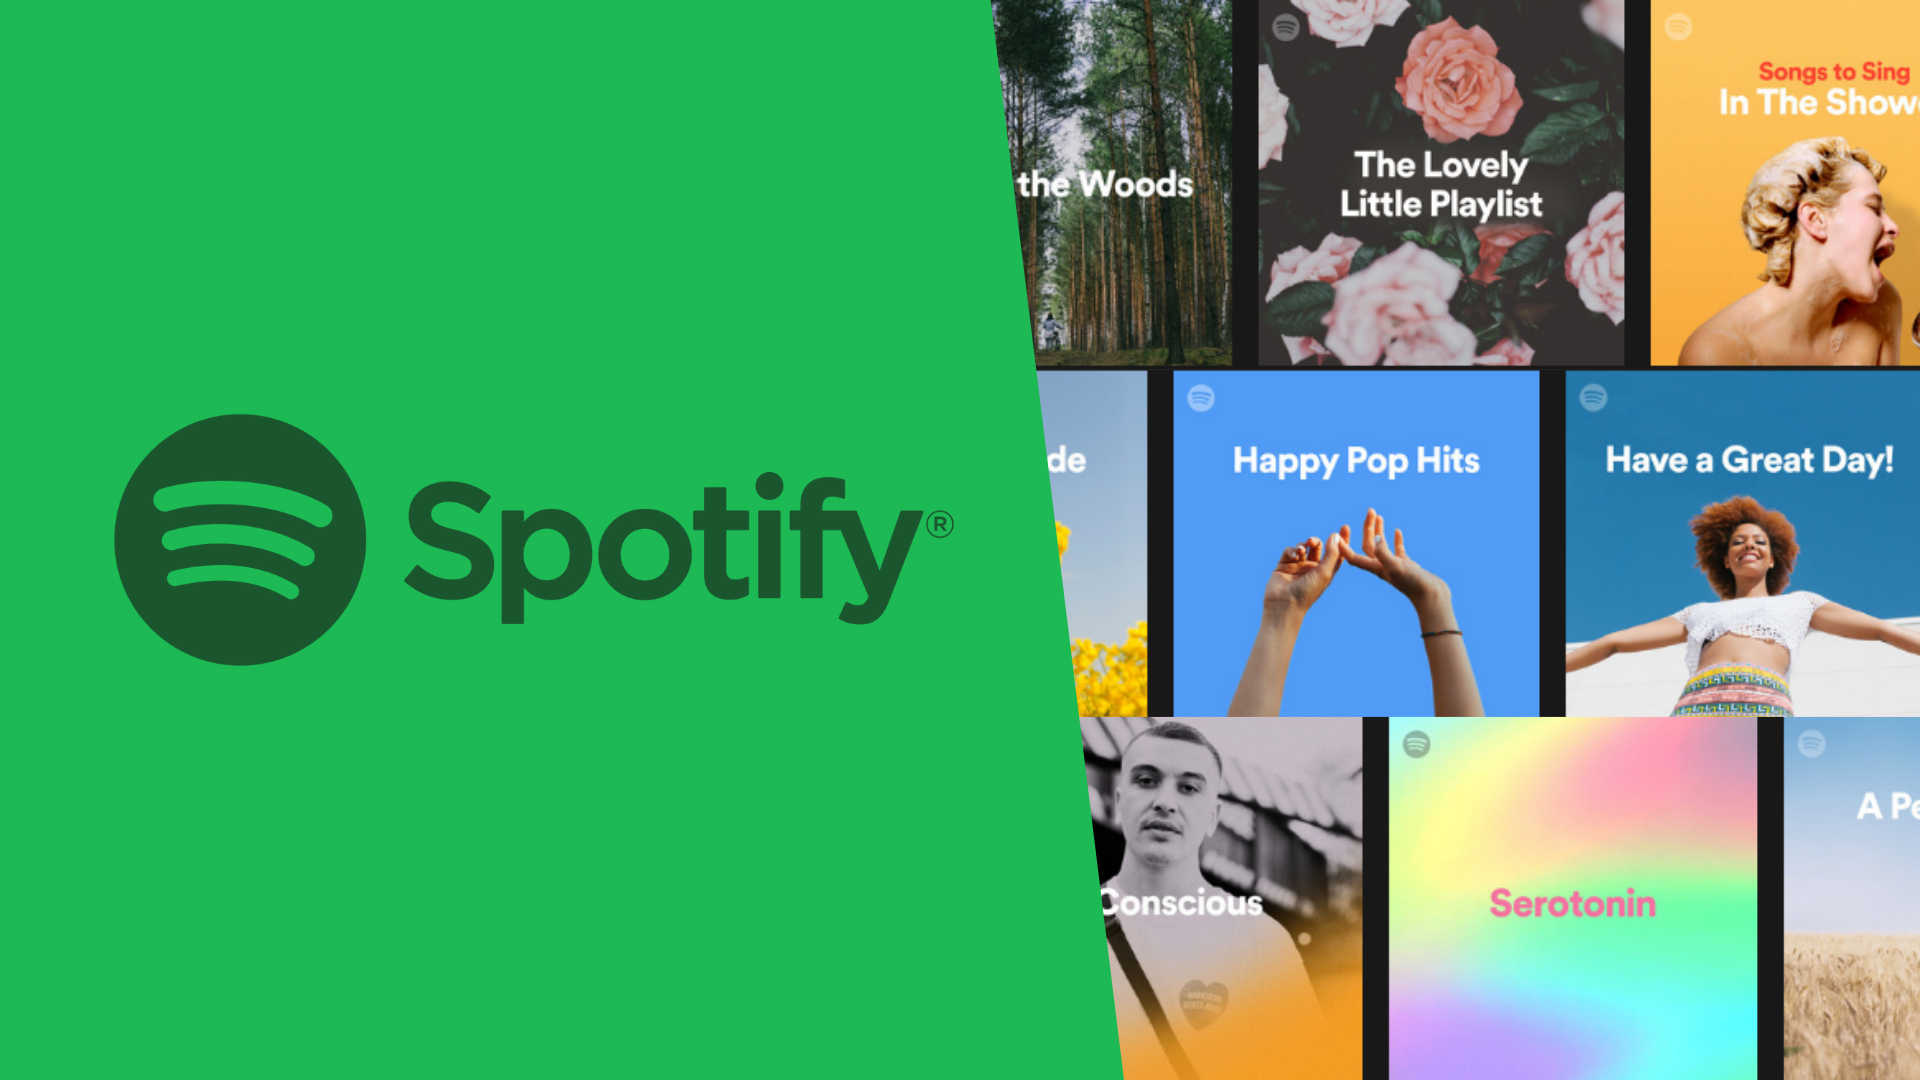 Spotify®
the Woods
The Lovely
Little Playlist
Songs to Sing
In The Show
de
Happy Pop Hits
Have a Great Day!
Conscious
Serotonin
A Pe